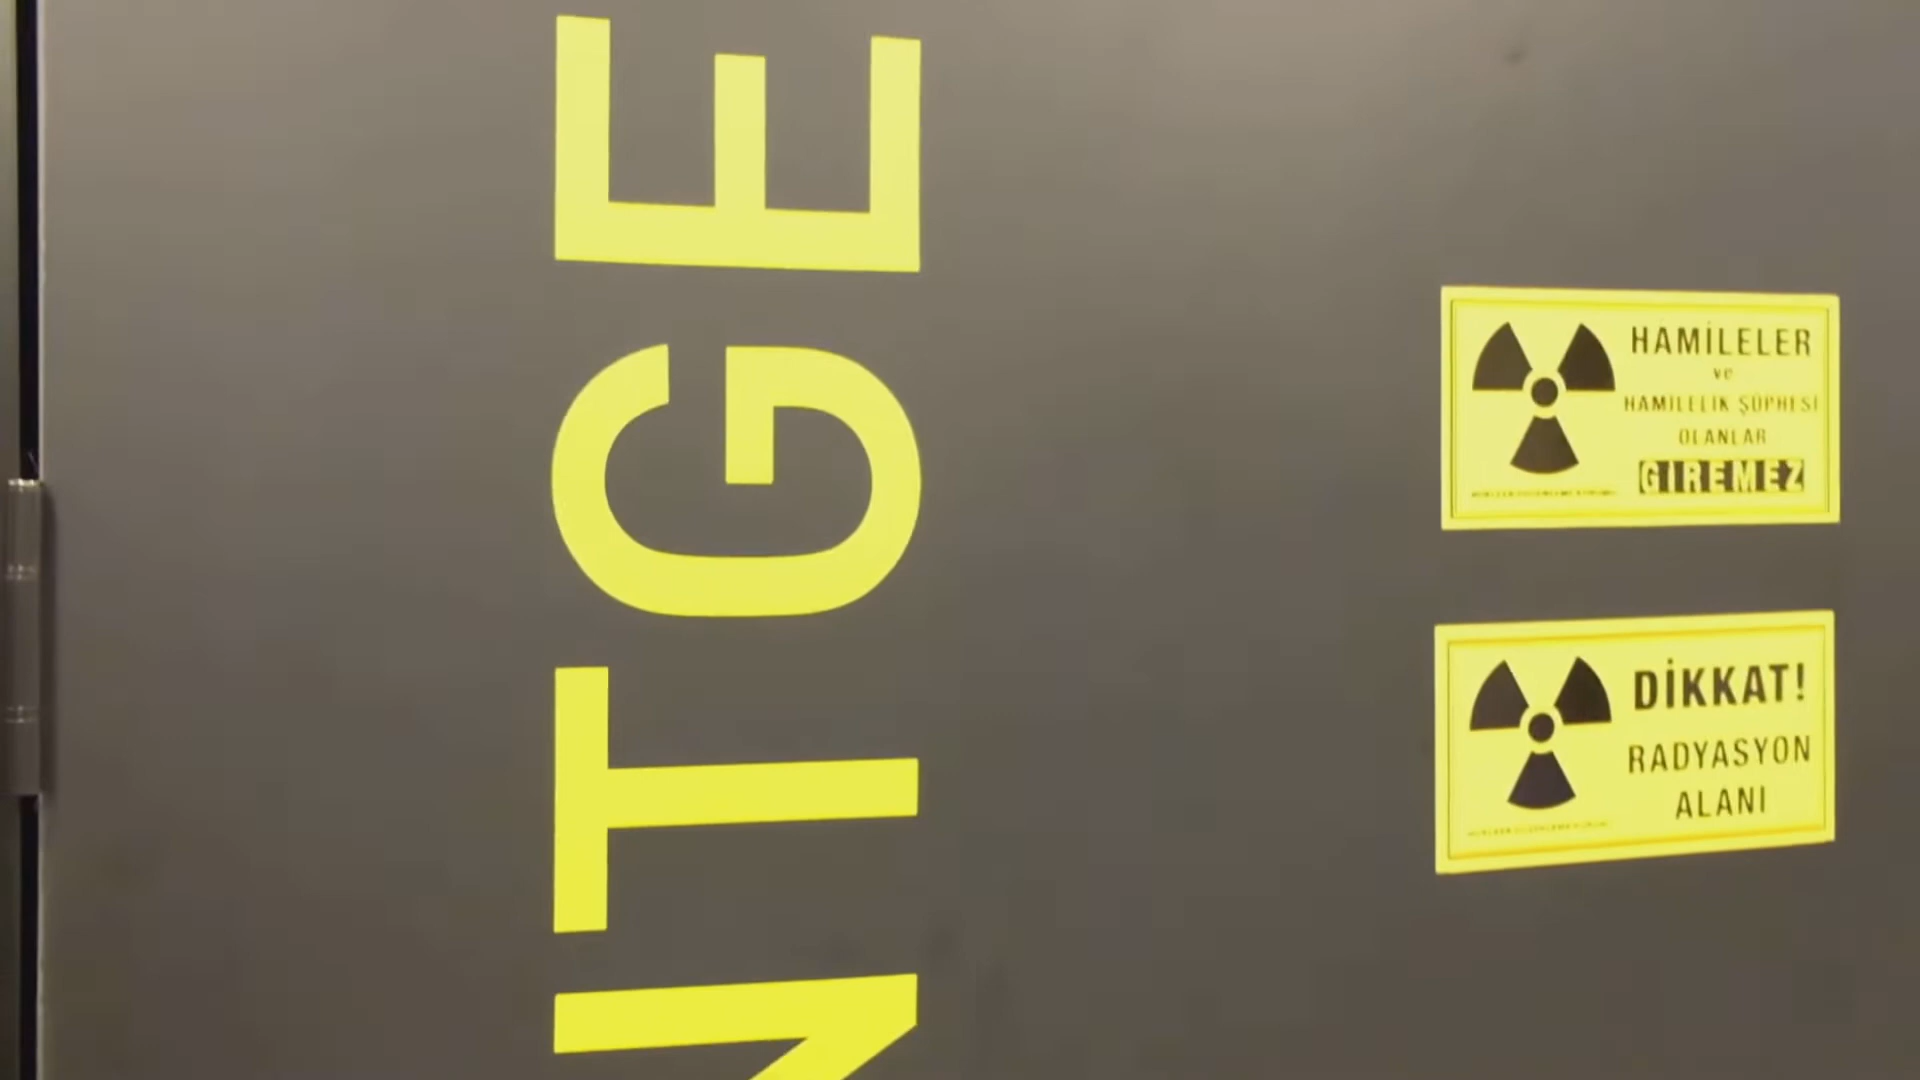 NTGE
HAMİLELER
ve
HAMİLELİK ŞÜPHESİ
OLANLAR
GİREMEZ
DİKKAT!
RADYASYON
ALANI